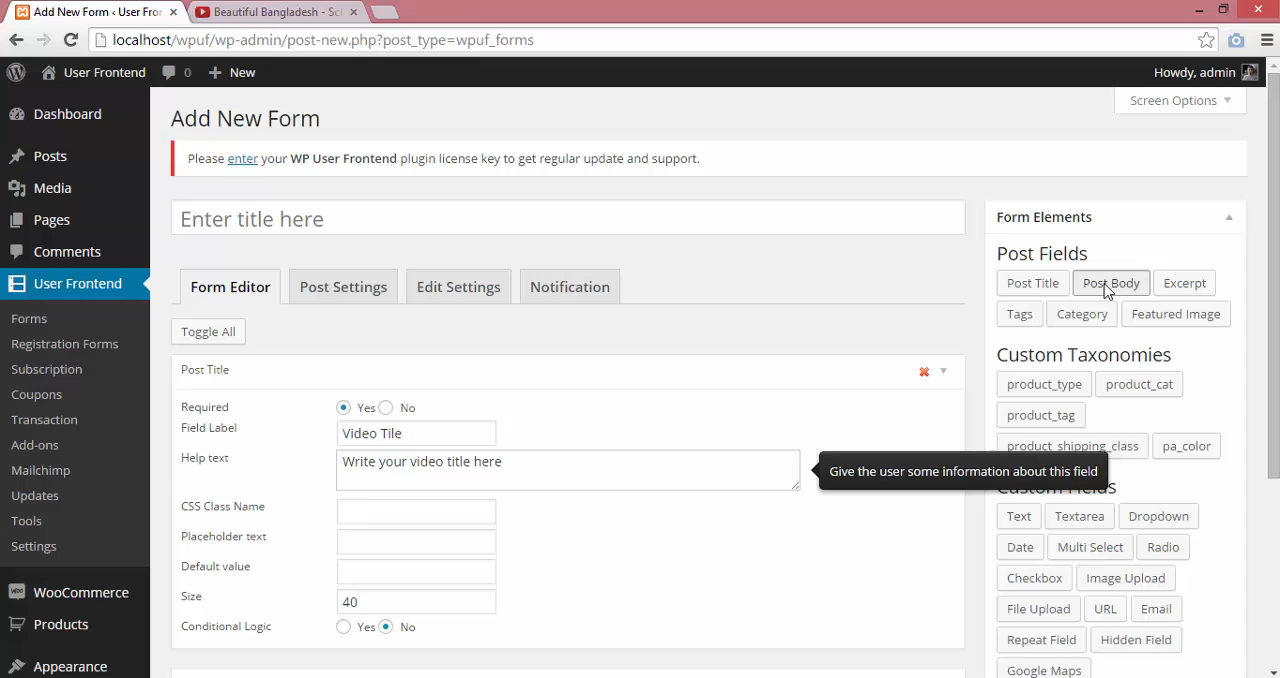 Add New Form ‹ User Fror
Beautiful Bangladesh - Sc
localhost/wpuf/wp-admin/post-new.php?post_type=wpuf_forms
User Frontend
0
New
Howdy, admin
Screen Options
Dashboard
Posts
Media
Pages
Comments
User Frontend
Forms
Registration Forms
Subscription
Coupons
Transaction
Add-ons
Mailchimp
Updates
Tools
Settings
WooCommerce
Products
Appearance
Add New Form
Please enter your WP User Frontend plugin license key to get regular update and support.
Enter title here
Form Editor
Post Settings
Edit Settings
Notification
Toggle All
Post Title
Required
Yes
No
Field Label
Video Tile
Help text
Write your video title here
Give the user some information about this field
CSS Class Name
Placeholder text
Default value
Size
40
Conditional Logic
Yes
No
Form Elements
Post Fields
Post Title
Post Body
Excerpt
Tags
Category
Featured Image
Custom Taxonomies
product_type
product_cat
product_tag
product_shipping_class
pa_color
Custom Fields
Text
Textarea
Dropdown
Date
Multi Select
Radio
Checkbox
Image Upload
File Upload
URL
Email
Repeat Field
Hidden Field
Google Maps